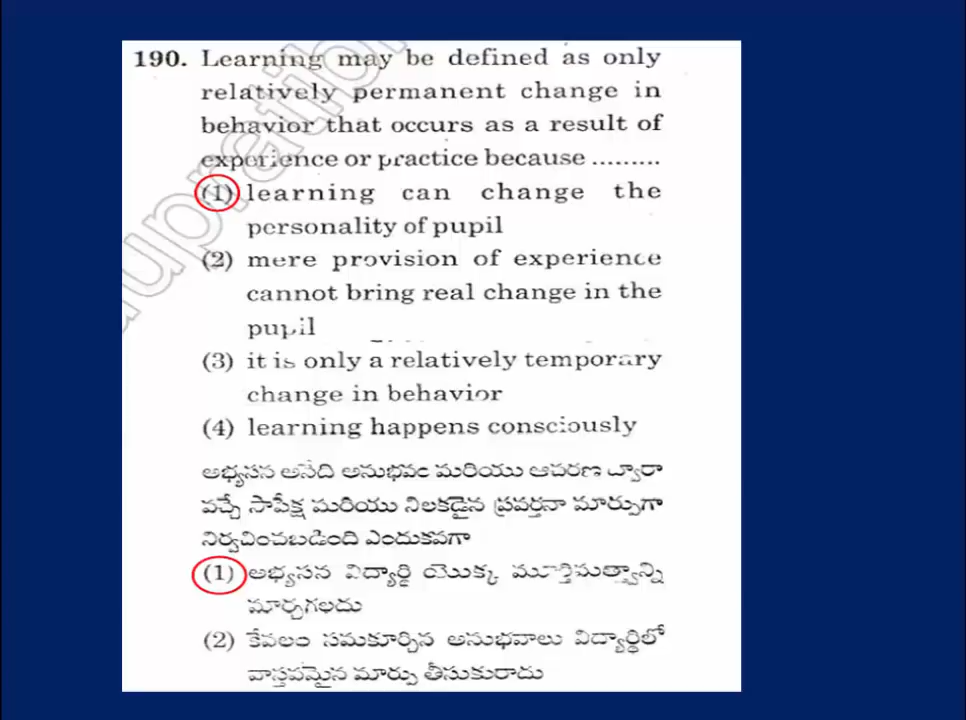 190. Learning may be defined as only
relatively permanent change in
behavior that occurs as a result of
experience or practice because .........
(1) learning can change the
personality of pupil
(2) mere provision of experience
cannot bring real change in the
pupil
(3) it is only a relatively temporary
change in behavior
(4) learning happens consciously
అభ్యసన అనేది అనుభవం మరియు ఆచరణ ద్వారా
వచ్చే సాపేక్ష మరియు నిలకడైన ప్రవర్తనా మార్పుగా
నిర్వచించబడింది ఎందుకనగా
(1) అభ్యసన విద్యార్థి యొక్క మూర్తిమత్వాన్ని
మార్చగలదు
(2) కేవలం సమకూర్చిన అనుభవాలు విద్యార్థిలో
వాస్తవమైన మార్పు తీసుకురాదు